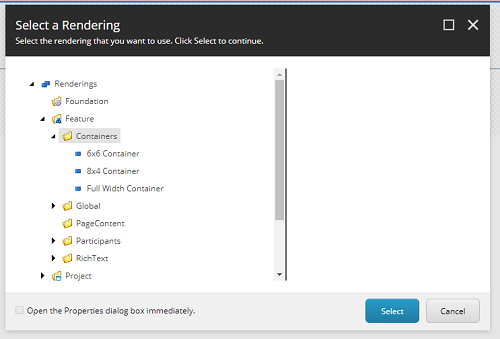 Select a Rendering
Select the rendering that you want to use. Click Select to continue.
Renderings
Foundation
Feature
Containers
6x6 Container
8x4 Container
Full Width Container
Global
PageContent
Participants
RichText
Project
Open the Properties dialog box immediately.
Select
Cancel